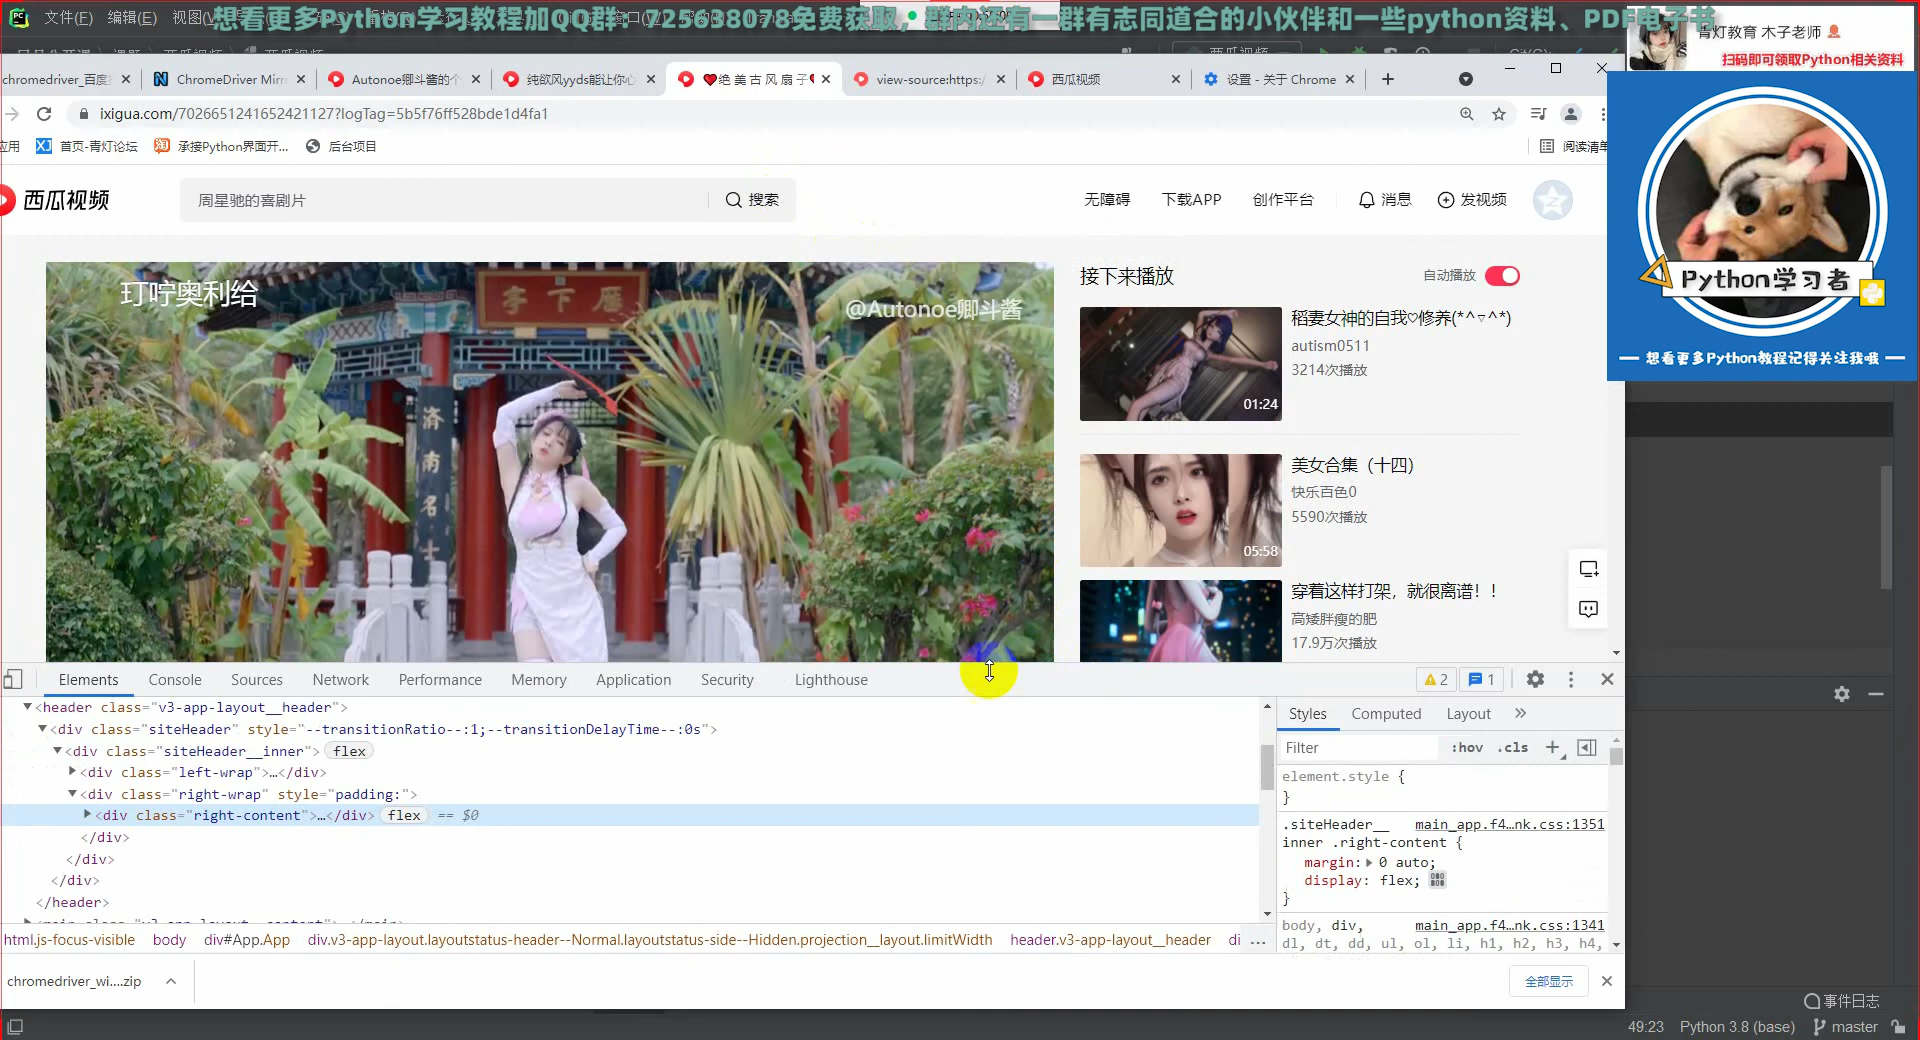 想看更多Python学习教程加QQ群：725638078免费获取，群内还有一群有志同道合的小伙伴和一些python资料、PDF电子书
文件(F) 编辑(E) 视图(V)
青灯教育 木子老师
扫码即可领取Python相关资料
chromedriver_百度
ChromeDriver Mirr
Autonoe卿斗酱的个
纯欲风yyds能让你心
❤绝 美 古 风 扇 子
view-source:https:/
西瓜视频
设置 - 关于 Chrome
ixigua.com/7026651241652421127?logTag=5b5f76ff528bde1d4fa1
应用
首页-青灯论坛
承接Python界面开...
后台项目
阅读清单
西瓜视频
周星驰的喜剧片
搜索
无障碍
下载APP
创作平台
消息
发视频
玎咛奥利给
@Autonoe卿斗酱
李下雁
济南名士
接下来播放
自动播放
稻妻女神的自我♡修养(*^▽^*)
autism0511
3214次播放
01:24
美女合集（十四）
快乐百色0
5590次播放
05:58
穿着这样打架，就很离谱！！
高矮胖瘦的肥
17.9万次播放
Python学习者
— 想看更多Python教程记得关注我哦 —
Elements Console Sources Network Performance Memory Application Security Lighthouse
2
1
<header class="v3-app-layout__header">
<div class="siteHeader" style="--transitionRatio--:1;--transitionDelayTime--:0s">
<div class="siteHeader__inner"> flex
<div class="left-wrap">…</div>
<div class="right-wrap" style="padding:">
<div class="right-content">…</div> flex == $0
</div>
</div>
</div>
</header>
Styles Computed Layout »
Filter
:hov .cls +
element.style {
}
.siteHeader__ main_app.f4…nk.css:1351
inner .right-content {
margin: 0 auto;
display: flex;
}
body, div, main_app.f4…nk.css:1341
dl, dt, dd, ul, ol, li, h1, h2, h3, h4,
html.js-focus-visible body div#App.App div.v3-app-layout.layoutstatus-header--Normal.layoutstatus-side--Hidden.projection__layout.limitWidth header.v3-app-layout__header di ...
chromedriver_wi....zip
全部显示
事件日志
49:23 Python 3.8 (base) master